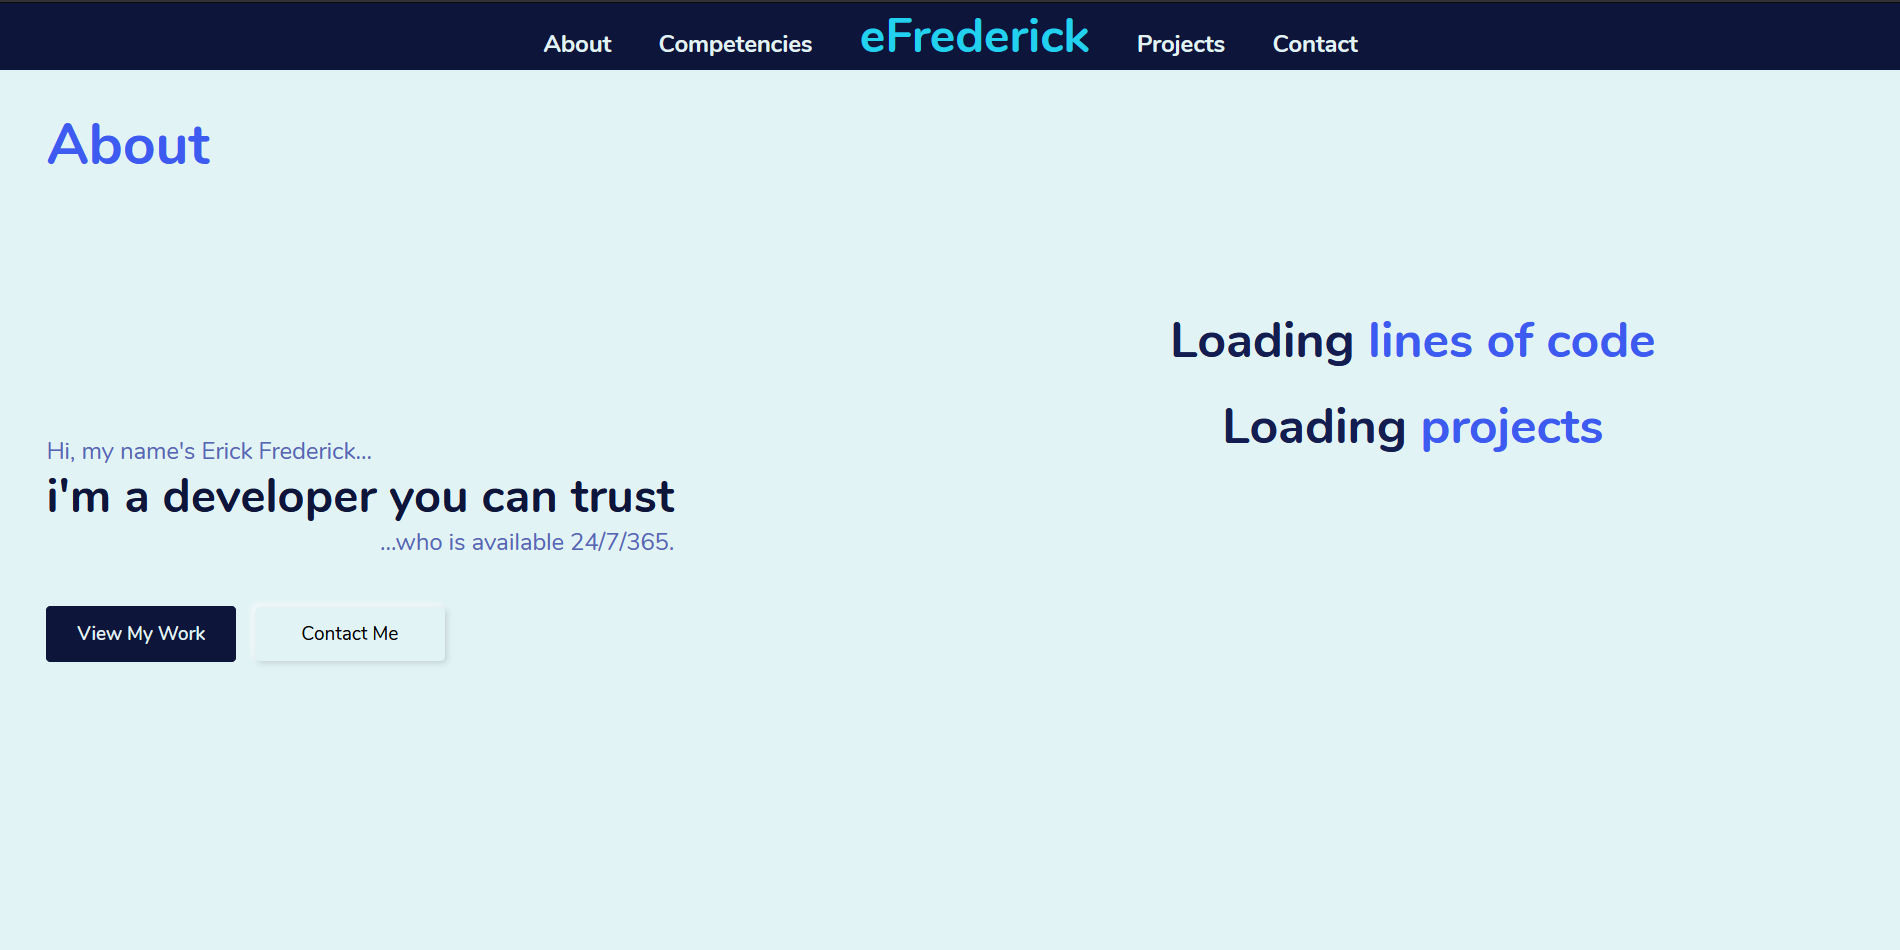 About Competencies eFrederick Projects Contact
About
Loading lines of code
Loading projects
Hi, my name's Erick Frederick...
i'm a developer you can trust
...who is available 24/7/365.
View My Work Contact Me